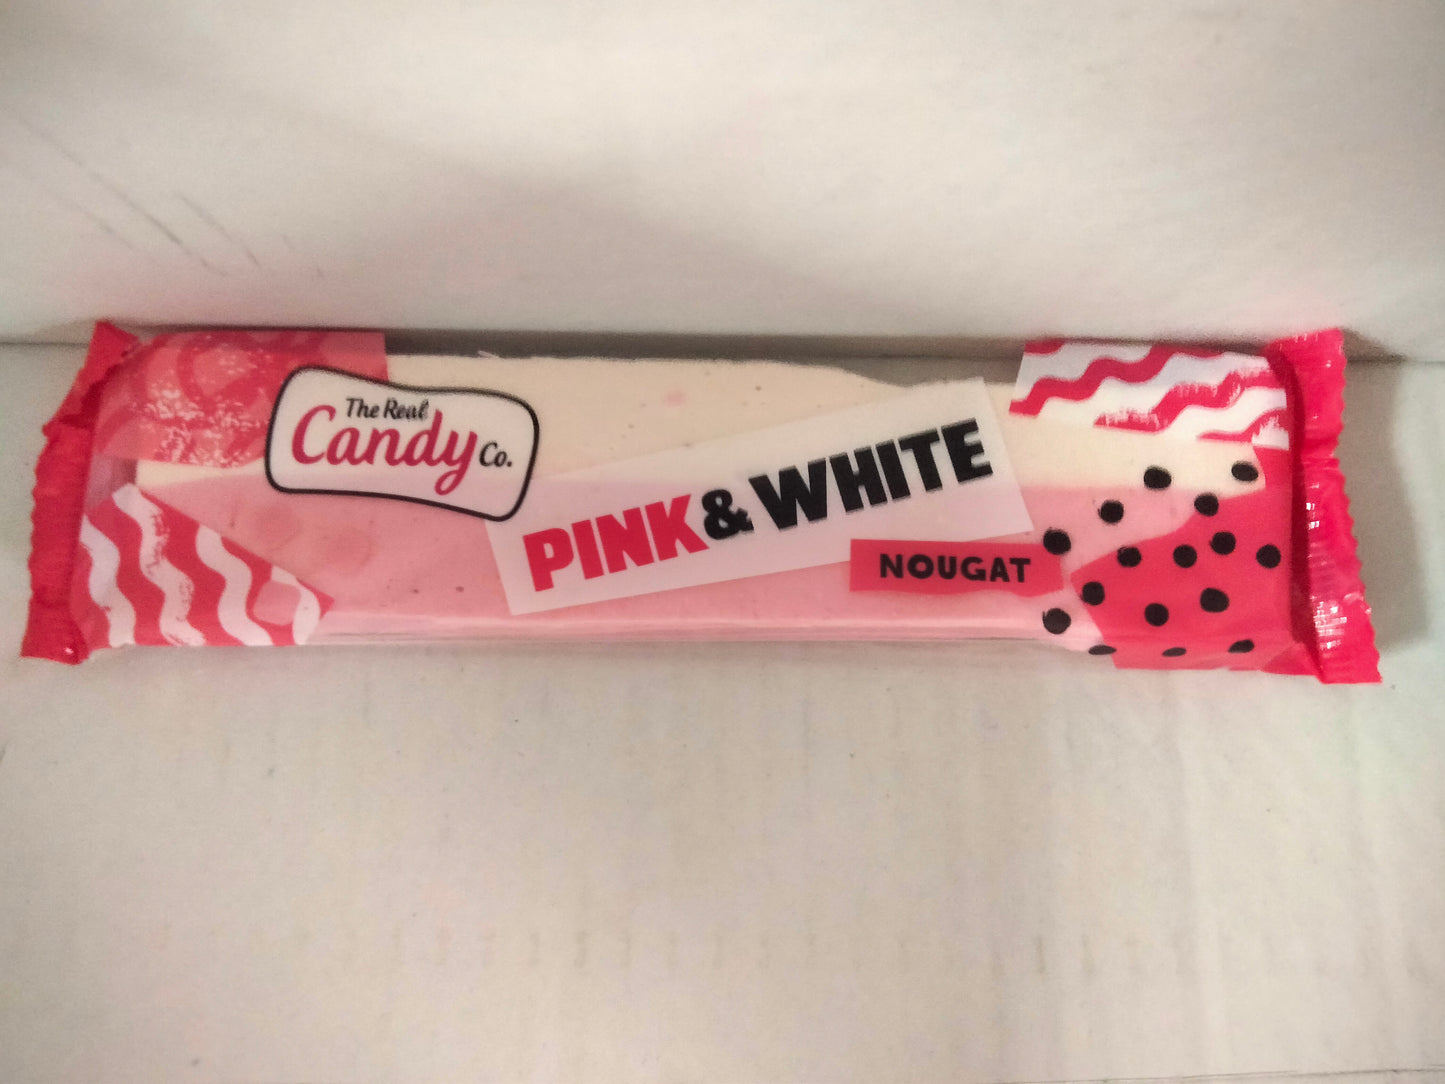 The Real
Candy Co.
PINK & WHITE
NOUGAT